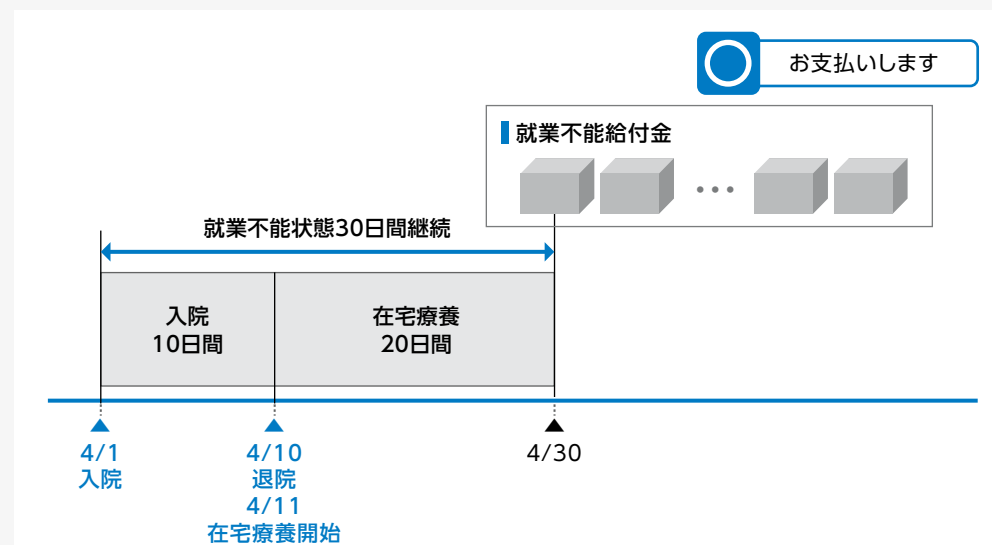 お支払いします
就業不能給付金
…
就業不能状態30日間継続
入院
10日間
在宅療養
20日間
4/1
入院
4/10
退院
4/11
在宅療養開始
4/30